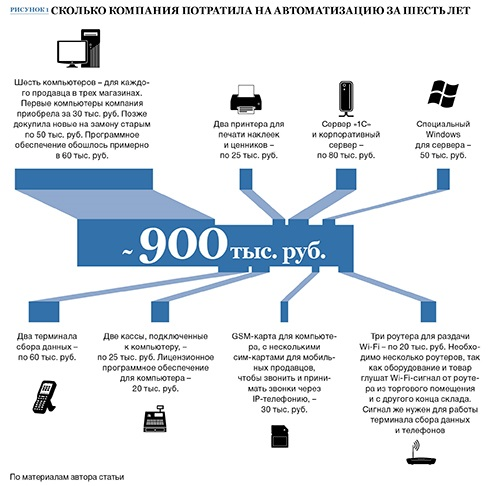 РИСУНОК 1 СКОЛЬКО КОМПАНИЯ ПОТРАТИЛА НА АВТОМАТИЗАЦИЮ ЗА ШЕСТЬ ЛЕТ
Шесть компьютеров – для каждо-
го продавца в трех магазинах.
Первые компьютеры компания
приобрела за 30 тыс. руб. Позже
докупила новые на замену старым
по 50 тыс. руб. Программное
обеспечение обошлось примерно
в 60 тыс. руб.
Два принтера для
печати наклеек
и ценников –
по 25 тыс. руб.
Сервер «1С»
и корпоративный
сервер –
по 80 тыс. руб.
Специальный
Windows
для сервера –
50 тыс. руб.
~ 900 тыс. руб.
Два терминала
сбора данных –
по 60 тыс. руб.
Две кассы, подключенные
к компьютеру, –
по 25 тыс. руб. Лицензионное
программное обеспечение
для компьютера –
20 тыс. руб.
GSM-карта для компьюте-
ра, с несколькими
сим-картами для мобиль-
ных продавцов,
чтобы звонить и прини-
мать звонки через
IP-телефонию, –
30 тыс. руб.
Три роутера для раздачи
Wi-Fi – по 20 тыс. руб. Необхо-
димо несколько роутеров, так
как оборудование и товар
глушат Wi-Fi-сигнал от роуте-
ра из торгового помещения
и с другого конца склада.
Сигнал же нужен для работы
терминала сбора данных
и телефонов
По материалам автора статьи